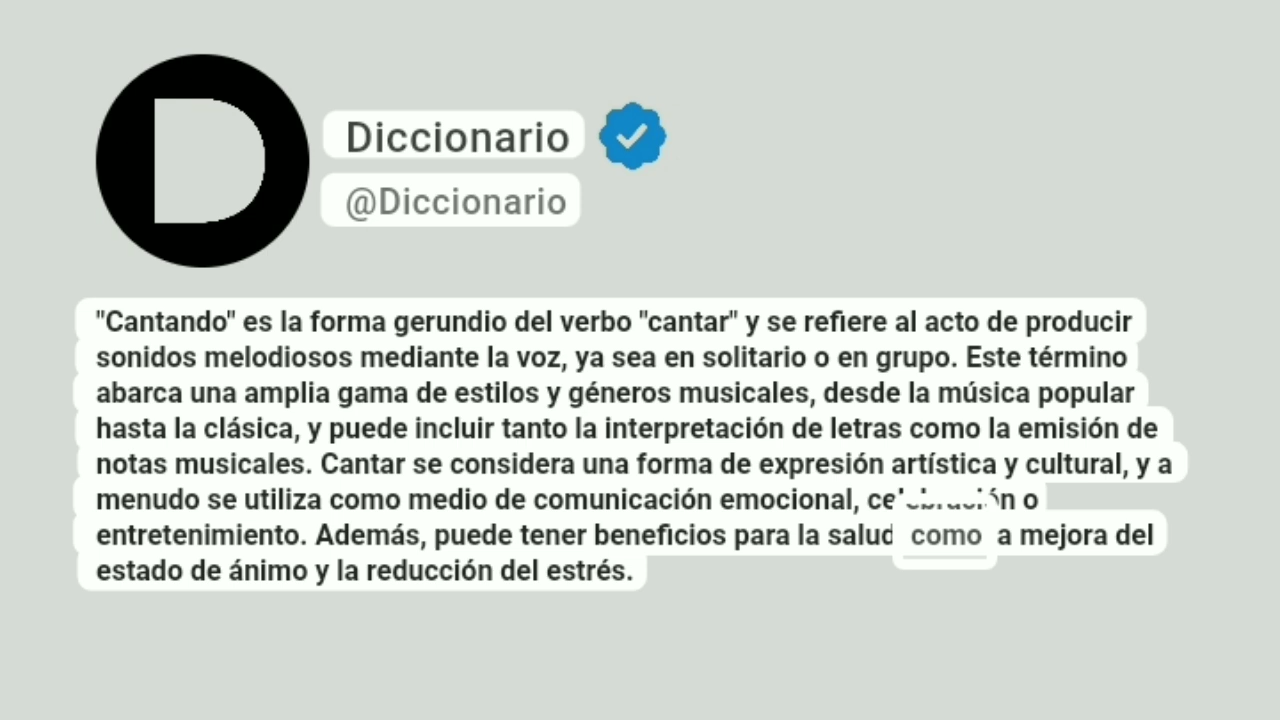 D
Diccionario
@Diccionario
"Cantando" es la forma gerundio del verbo "cantar" y se refiere al acto de producir
sonidos melodiosos mediante la voz, ya sea en solitario o en grupo. Este término
abarca una amplia gama de estilos y géneros musicales, desde la música popular
hasta la clásica, y puede incluir tanto la interpretación de letras como la emisión de
notas musicales. Cantar se considera una forma de expresión artística y cultural, y a
menudo se utiliza como medio de comunicación emocional, celebración o
entretenimiento. Además, puede tener beneficios para la salud como a mejora del
estado de ánimo y la reducción del estrés.